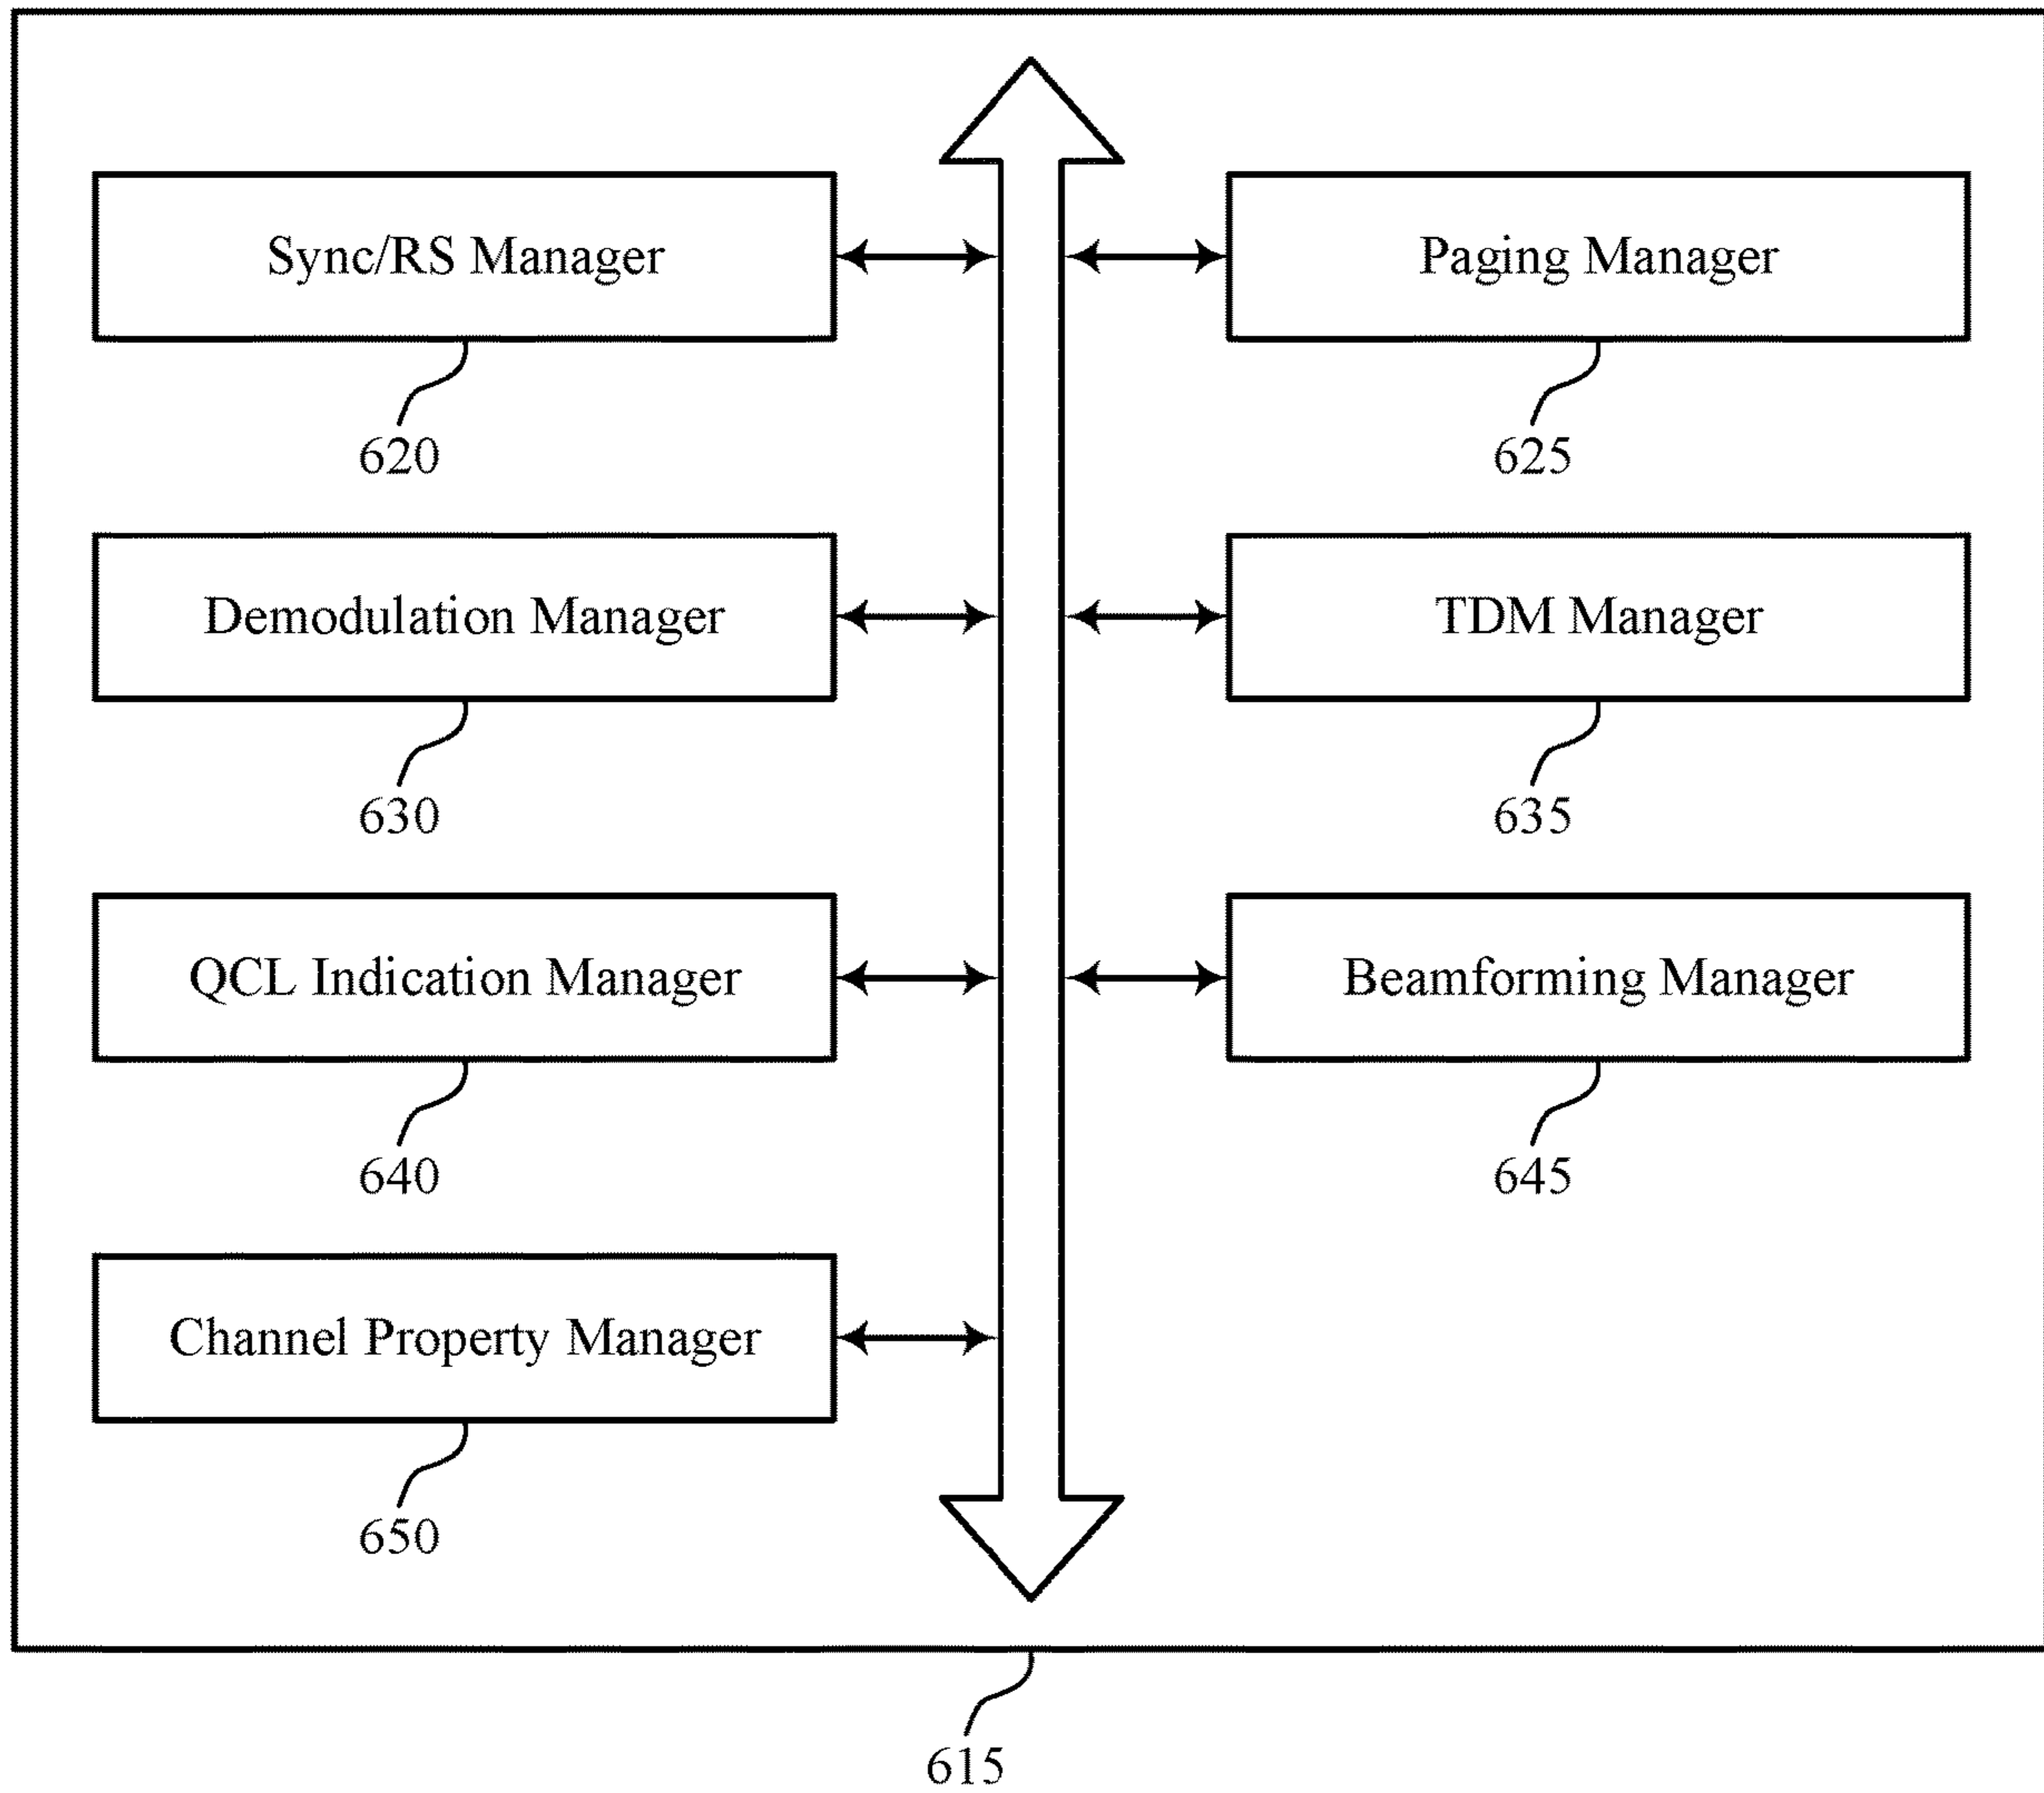 Sync/RS Manager
Paging Manager
620
625
Demodulation Manager
TDM Manager
630
635
QCL Indication Manager
Beamforming Manager
640
645
Channel Property Manager
650
615